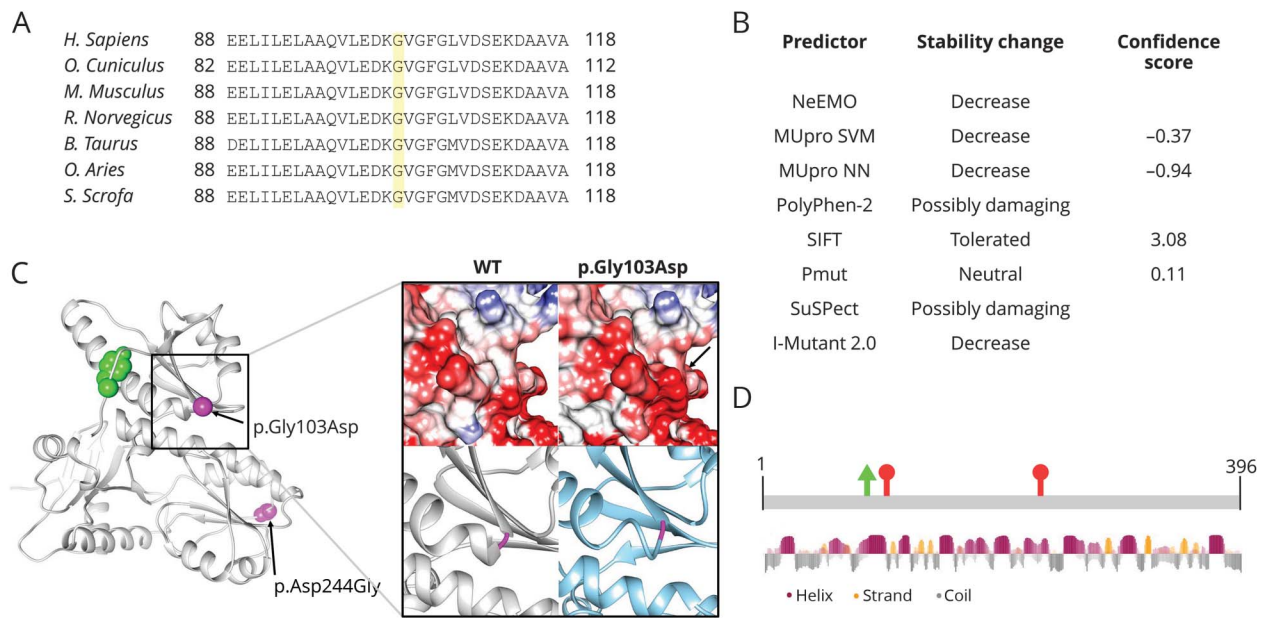 A
H. Sapiens 88 EELILELAAQVLEDKGVGFGLVDSEKDAAVA 118
O. Cuniculus 82 EELILELAAQVLEDKGVGFGLVDSEKDAAVA 112
M. Musculus 88 EELILELAAQVLEDKGVGFGLVDSEKDAAVA 118
R. Norvegicus 88 EELILELAAQVLEDKGVGFGLVDSEKDAAVA 118
B. Taurus 88 DELILELAAQVLEDKGVGFGMVDSEKDAAVA 118
O. Aries 88 EELILELAAQVLEDKGVGFGMVDSEKDAAVA 118
S. Scrofa 88 EELILELAAQVLEDKGVGFGMVDSEKDAAVA 118
B
Predictor Stability change Confidence
score
NeEMO Decrease
MUpro SVM Decrease –0.37
MUpro NN Decrease –0.94
PolyPhen-2 Possibly damaging
SIFT Tolerated 3.08
Pmut Neutral 0.11
SuSPect Possibly damaging
I-Mutant 2.0 Decrease
C
WT p.Gly103Asp
p.Gly103Asp
p.Asp244Gly
D
1 396
Helix Strand Coil